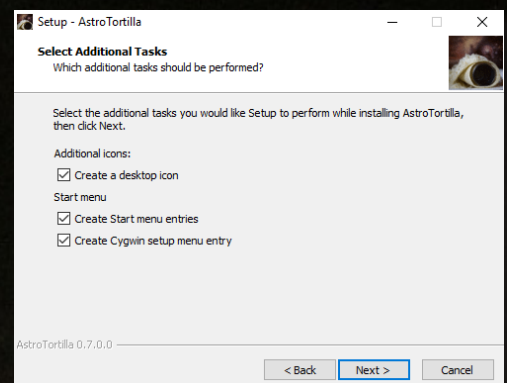 Setup - AstroTortilla
Select Additional Tasks
Which additional tasks should be performed?
Select the additional tasks you would like Setup to perform while installing AstroTortilla,
then click Next.
Additional icons:
Create a desktop icon
Start menu
Create Start menu entries
Create Cygwin setup menu entry
AstroTortilla 0.7.0.0
< Back Next > Cancel